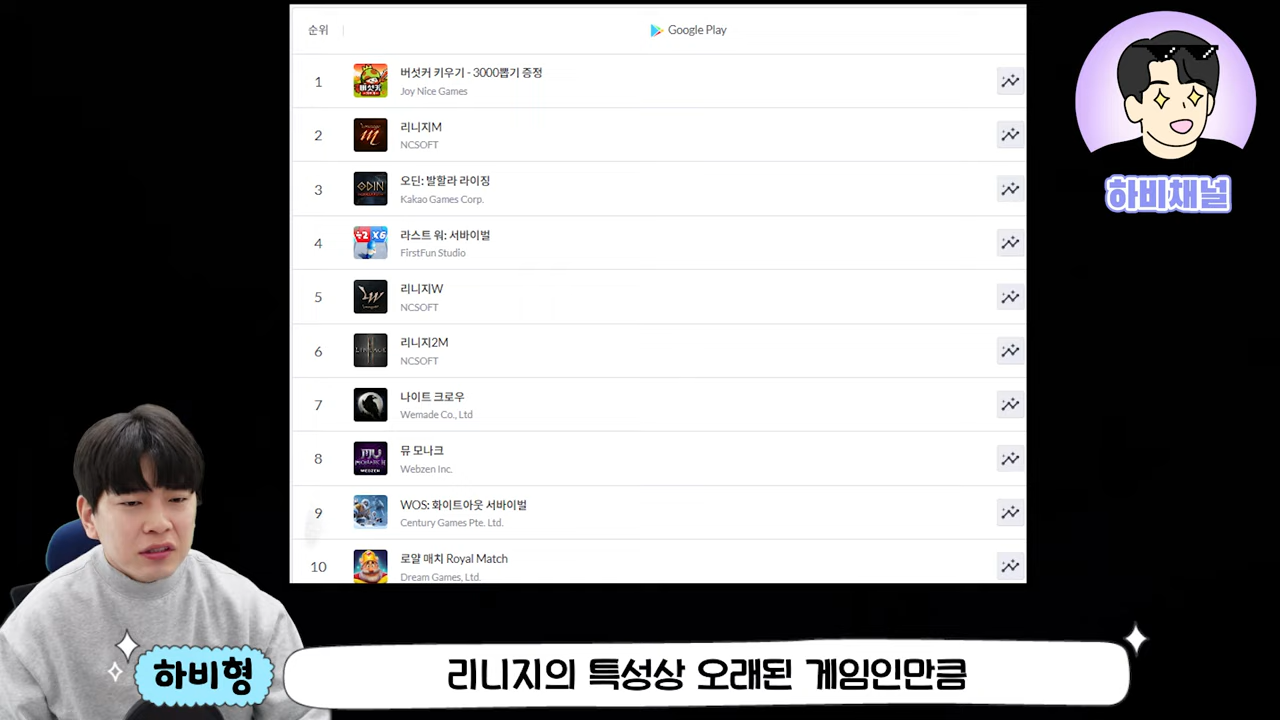 순위
Google Play
1
버섯커 키우기 - 3000뽑기 증정
Joy Nice Games
2
리니지M
NCSOFT
3
ODIN
오딘: 발할라 라이징
Kakao Games Corp.
4
÷2 X6
라스트 워: 서바이벌
FirstFun Studio
5
리니지W
NCSOFT
6
리니지2M
NCSOFT
7
나이트 크로우
Wemade Co., Ltd
8
MU
MONARCH
WEBZEN
뮤 모나크
Webzen Inc.
9
WOS: 화이트아웃 서바이벌
Century Games Pte. Ltd.
10
로얄 매치 Royal Match
Dream Games, Ltd.
하비채널
하비형
리니지의 특성상 오래된 게임인만큼